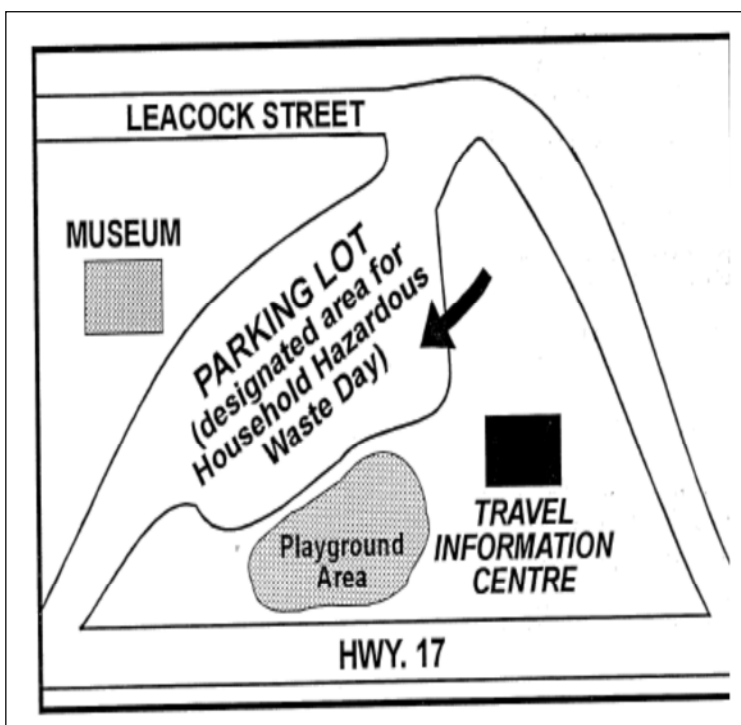 LEACOCK STREET
MUSEUM
PARKING LOT
(designated area for
Household Hazardous
Waste Day)
Playground
Area
TRAVEL
INFORMATION
CENTRE
HWY. 17